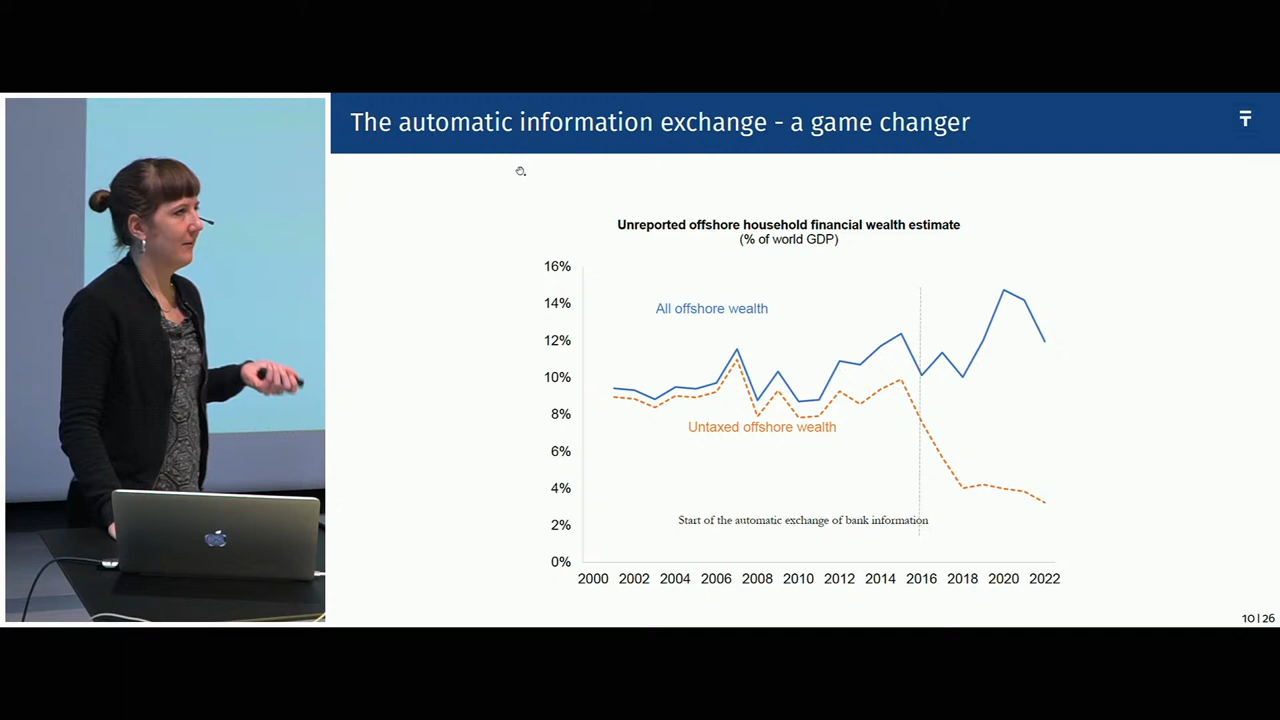 The automatic information exchange - a game changer
Unreported offshore household financial wealth estimate
(% of world GDP)
16%
14%
12%
10%
8%
6%
4%
2%
0%
All offshore wealth
Untaxed offshore wealth
Start of the automatic exchange of bank information
2000 2002 2004 2006 2008 2010 2012 2014 2016 2018 2020 2022
10 | 26